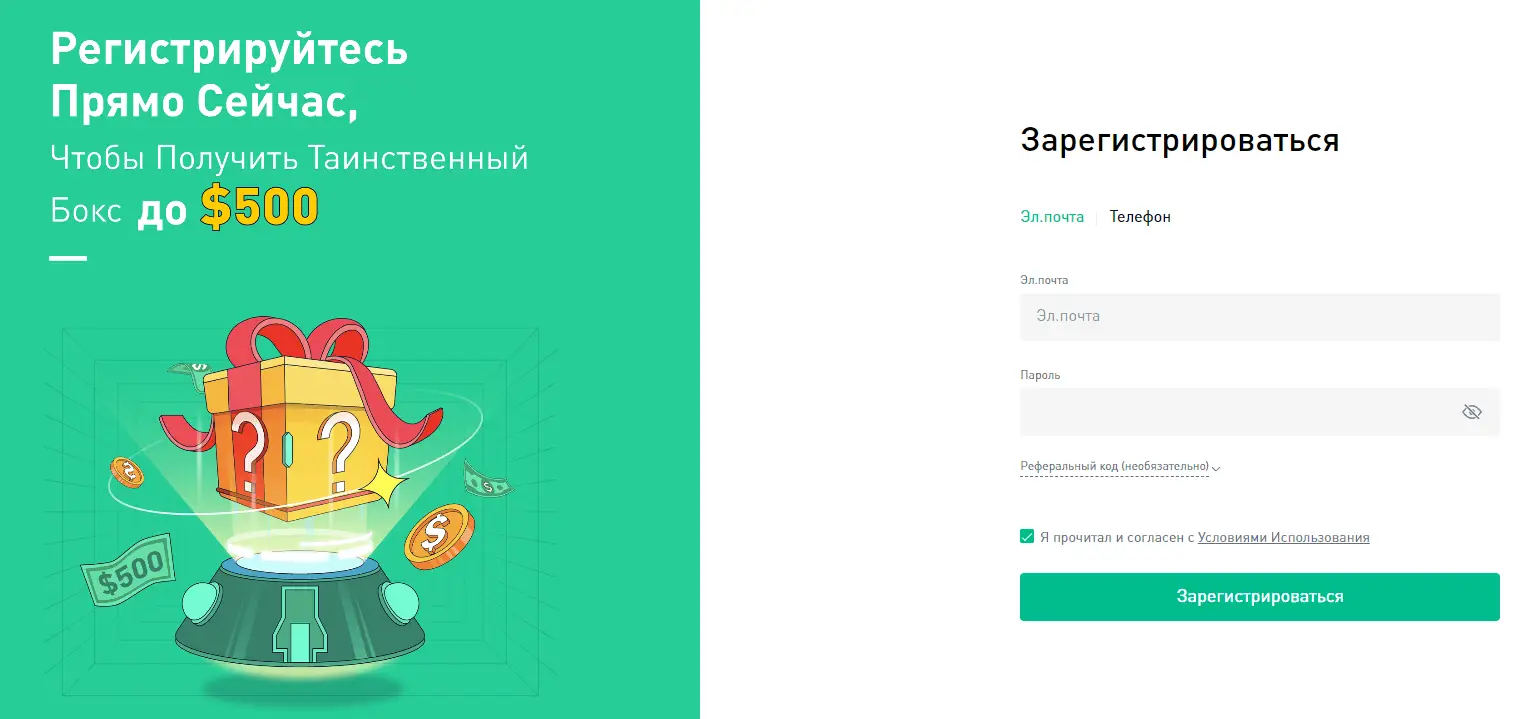 Регистрируйтесь
Прямо Сейчас,
Чтобы Получить Таинственный
Бокс до $500
$
$
$500
? ?
$
$
Зарегистрироваться
Эл.почта | Телефон
Эл.почта
Эл.почта
Пароль
Реферальный код (необязательно)
Я прочитал и согласен с Условиями Использования
Зарегистрироваться